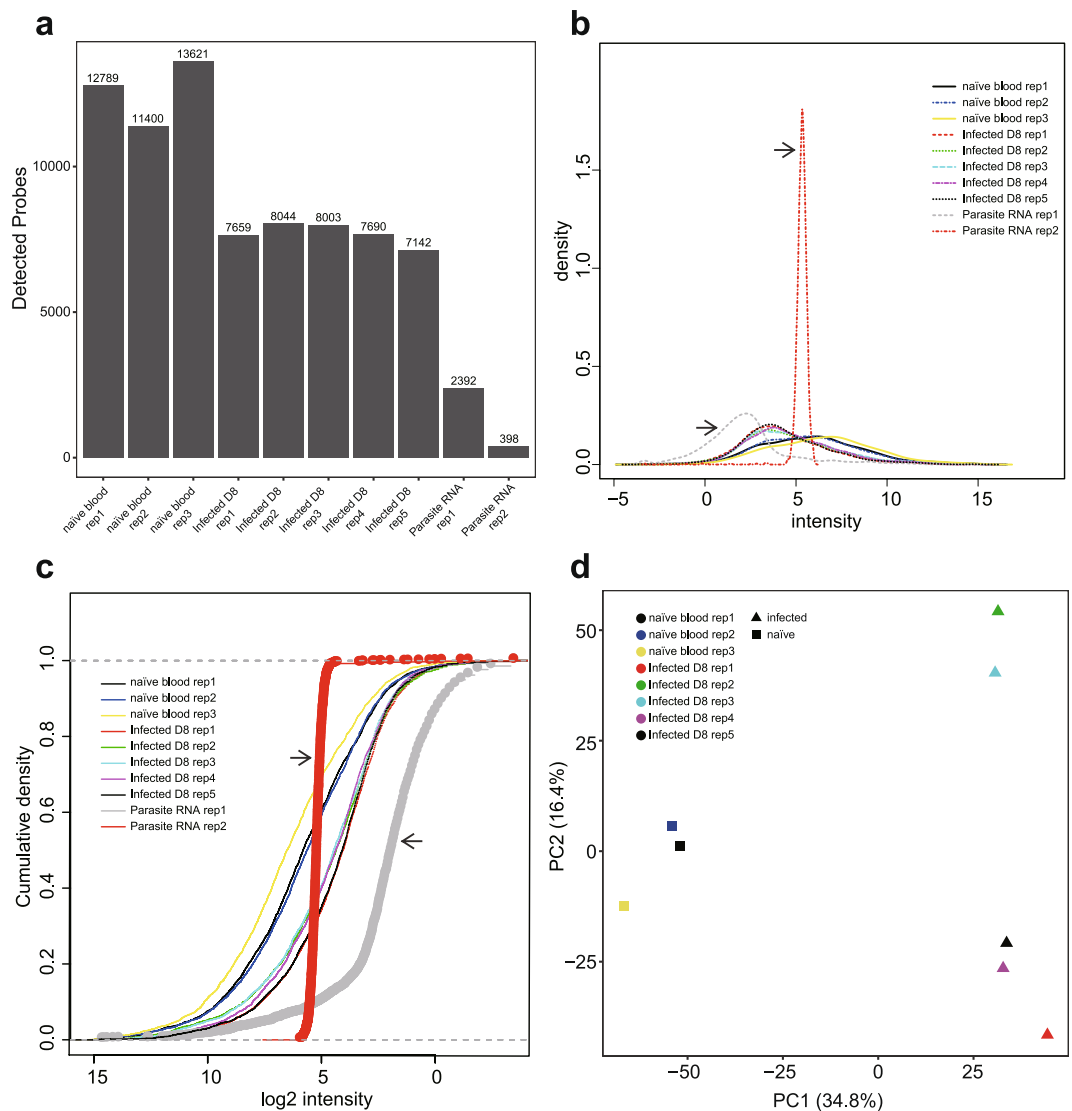 a
Detected Probes
10000
5000
0
12789
11400
13621
7659
8044
8003
7690
7142
2392
398
naïve blood
rep1
naïve blood
rep2
naïve blood
rep3
Infected D8
rep1
Infected D8
rep2
Infected D8
rep3
Infected D8
rep4
Infected D8
rep5
Parasite RNA
rep1
Parasite RNA
rep2
b
density
1.5
1.0
0.5
0.0
naïve blood rep1
naïve blood rep2
naïve blood rep3
Infected D8 rep1
Infected D8 rep2
Infected D8 rep3
Infected D8 rep4
Infected D8 rep5
Parasite RNA rep1
Parasite RNA rep2
−5
0
5
10
15
intensity
c
Cumulative density
1.0
0.8
0.6
0.4
0.2
0.0
naïve blood rep1
naïve blood rep2
naïve blood rep3
Infected D8 rep1
Infected D8 rep2
Infected D8 rep3
Infected D8 rep4
Infected D8 rep5
Parasite RNA rep1
Parasite RNA rep2
15
10
5
0
log2 intensity
d
PC2 (16.4%)
50
25
0
−25
naïve blood rep1
naïve blood rep2
naïve blood rep3
Infected D8 rep1
Infected D8 rep2
Infected D8 rep3
Infected D8 rep4
Infected D8 rep5
infected
naïve
−50
−25
0
25
PC1 (34.8%)